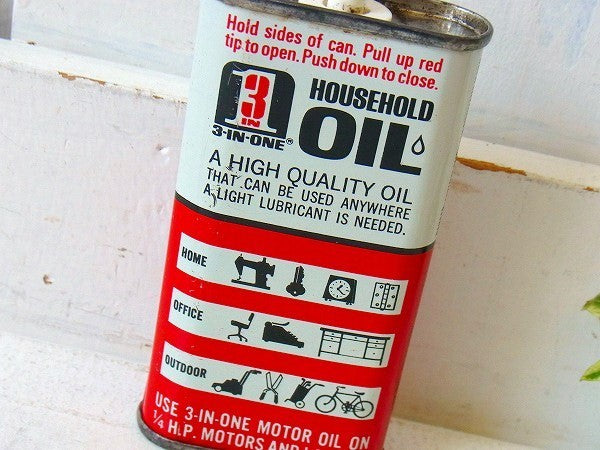 Hold sides of can. Pull up red
tip to open. Push down to close.
3
IN
3-IN-ONE®
HOUSEHOLD
OIL
A HIGH QUALITY OIL
THAT CAN BE USED ANYWHERE
A LIGHT LUBRICANT IS NEEDED.
HOME
OFFICE
OUTDOOR
USE 3-IN-ONE MOTOR OIL ON
1/4 H.P. MOTORS AND